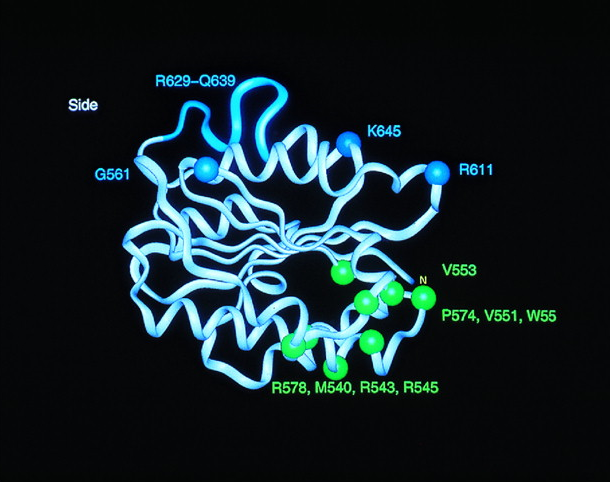 R629–Q639
Side
K645
G561
R611
V553
N
P574, V551, W55
R578, M540, R543, R545